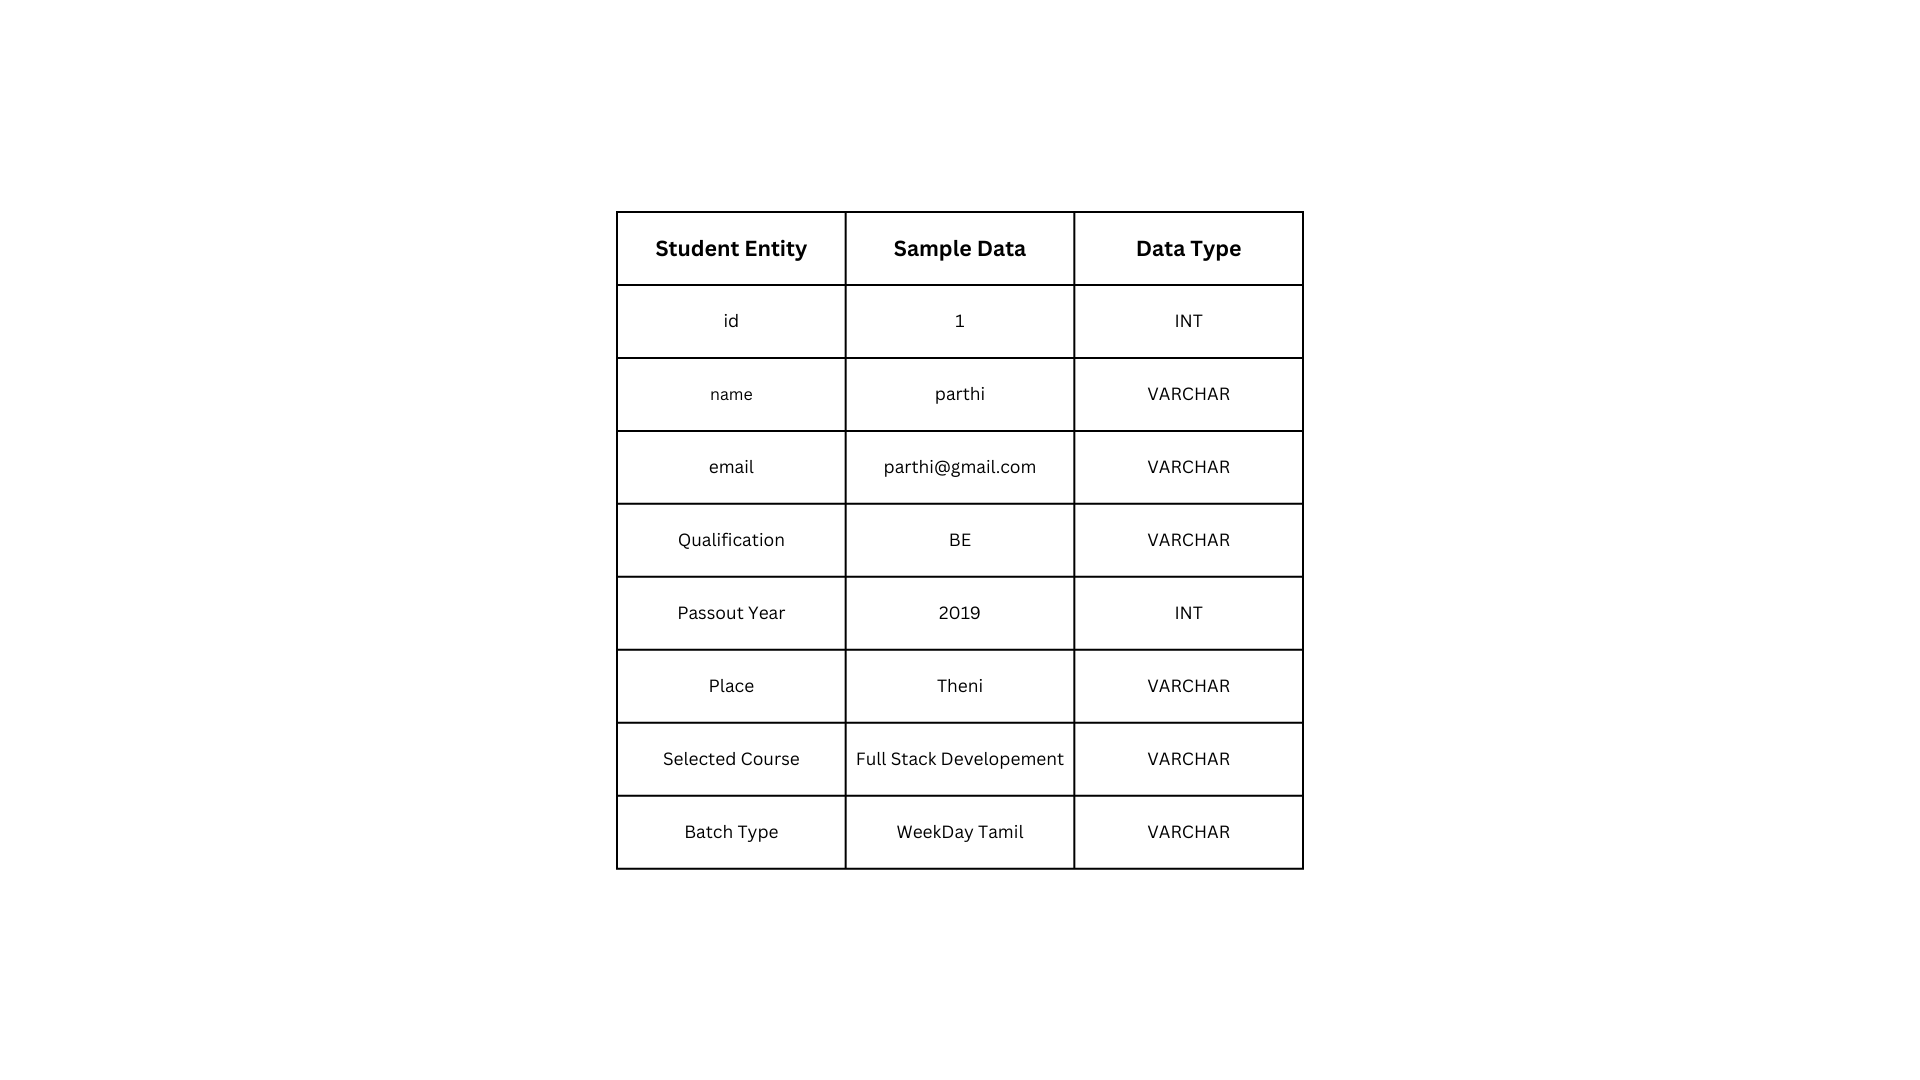 Student Entity Sample Data Data Type
id 1 INT
name parthi VARCHAR
email parthi@gmail.com VARCHAR
Qualification BE VARCHAR
Passout Year 2019 INT
Place Theni VARCHAR
Selected Course Full Stack Developement VARCHAR
Batch Type WeekDay Tamil VARCHAR